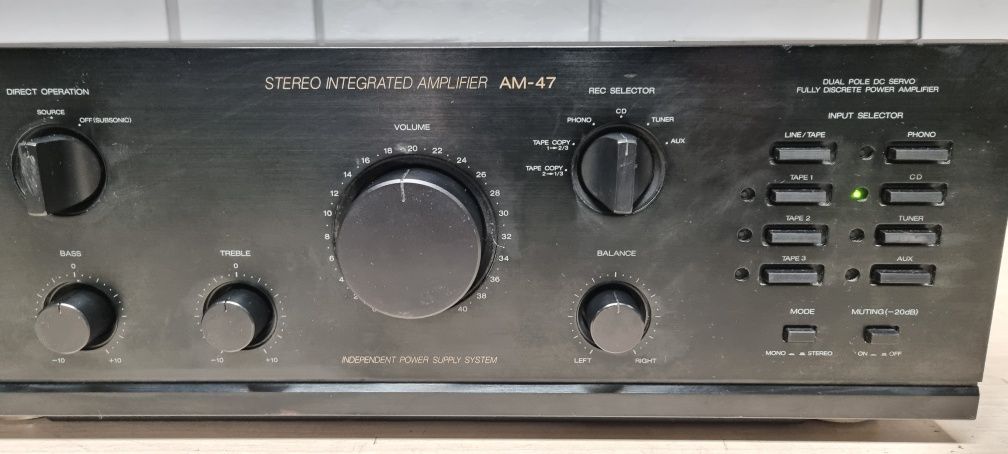 STEREO INTEGRATED AMPLIFIER AM-47
DIRECT OPERATION
SOURCE
OFF (SUBSONIC)
BASS
0
-10 +10
TREBLE
0
-10 +10
VOLUME
4
6
8
10
12
14
16
18
20
22
24
26
28
30
32
34
36
38
40
INDEPENDENT POWER SUPPLY SYSTEM
REC SELECTOR
CD
PHONO
TUNER
TAPE COPY
1→2/3
AUX
TAPE COPY
2→1/3
BALANCE
LEFT RIGHT
DUAL POLE DC SERVO
FULLY DISCRETE POWER AMPLIFIER
INPUT SELECTOR
LINE/TAPE PHONO
TAPE 1 CD
TAPE 2 TUNER
TAPE 3 AUX
MODE MUTING (-20dB)
MONO STEREO ON OFF